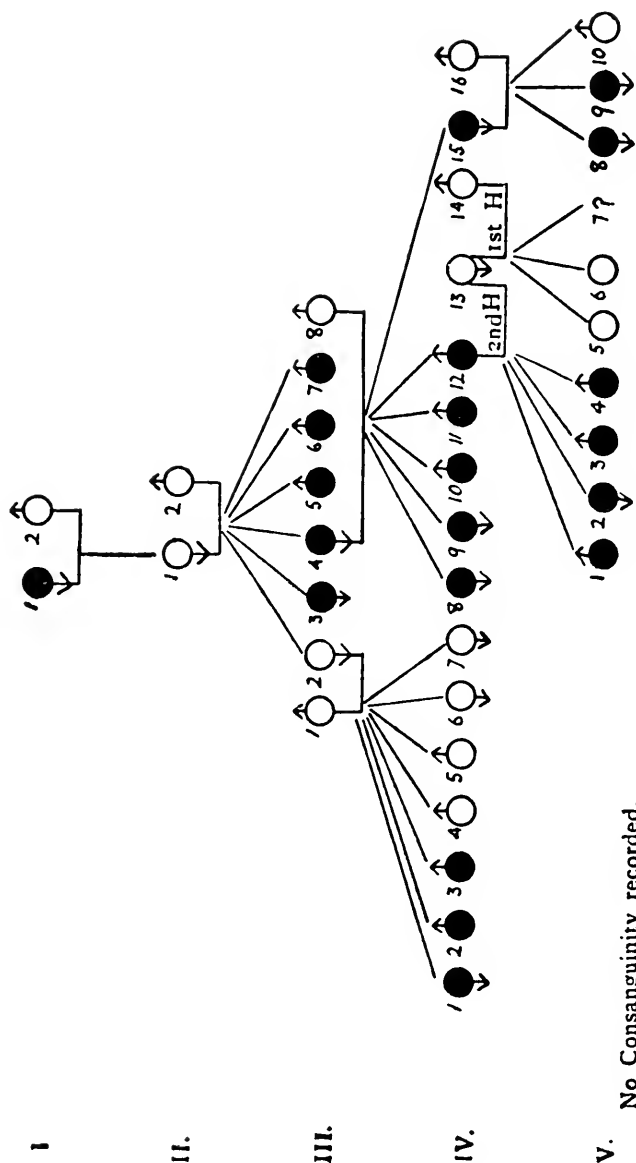 I
1 2
II.
1 2
III.
1 2 3 4 5 6 7 8
IV.
1 2 3 4 5 6 7 8 9 10 11 12 13 14 15 16
2nd H 1st H
V.
1 2 3 4 5 6 7? 8 9 10
No Consanguinity recorded.